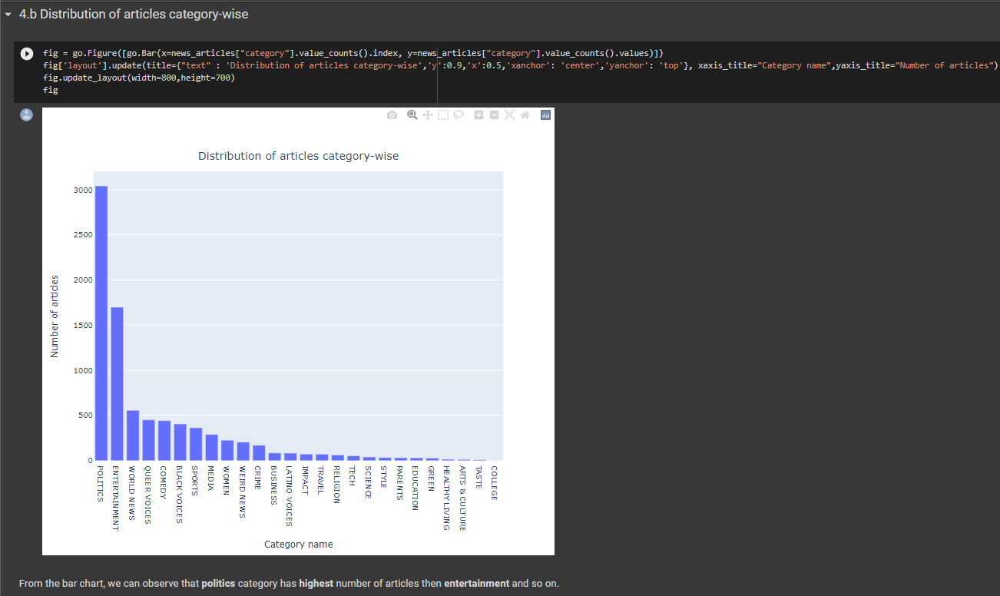 4.b Distribution of articles category-wise
fig = go.Figure([go.Bar(x=news_articles["category"].value_counts().index, y=news_articles["category"].value_counts().values)])
fig['layout'].update(title={"text" : 'Distribution of articles category-wise','y':0.9,'x':0.5,'xanchor': 'center','yanchor': 'top'}, xaxis_title="Category name",yaxis_title="Number of articles")
fig.update_layout(width=800,height=700)
fig
Distribution of articles category-wise
Number of articles
3000
2500
2000
1500
1000
500
0
POLITICS
ENTERTAINMENT
WORLD NEWS
QUEER VOICES
COMEDY
BLACK VOICES
SPORTS
MEDIA
WOMEN
WEIRD NEWS
CRIME
BUSINESS
LATINO VOICES
IMPACT
TRAVEL
RELIGION
TECH
SCIENCE
STYLE
PARENTS
EDUCATION
GREEN
HEALTHY LIVING
ARTS & CULTURE
TASTE
COLLEGE
Category name
From the bar chart, we can observe that politics category has highest number of articles then entertainment and so on.